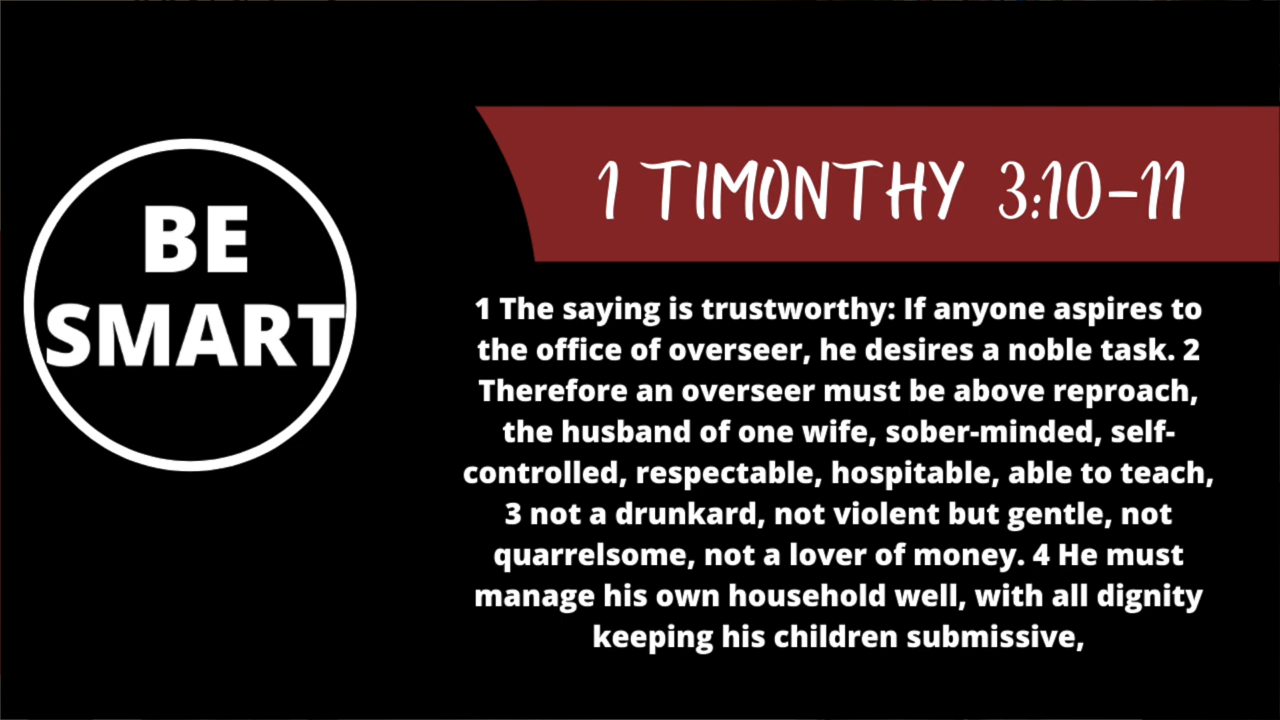 BE
SMART
1 TIMONTHY 3:10-11
1 The saying is trustworthy: If anyone aspires to
the office of overseer, he desires a noble task. 2
Therefore an overseer must be above reproach,
the husband of one wife, sober-minded, self-
controlled, respectable, hospitable, able to teach,
3 not a drunkard, not violent but gentle, not
quarrelsome, not a lover of money. 4 He must
manage his own household well, with all dignity
keeping his children submissive,